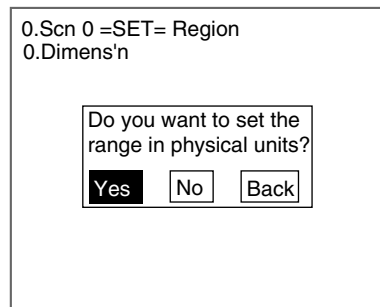 0.Scn 0 =SET= Region
0.Dimens'n
Do you want to set the
range in physical units?
Yes No Back